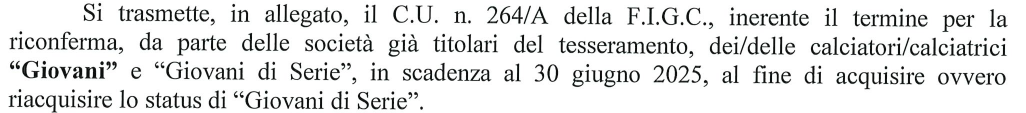 Si trasmette, in allegato, il C.U. n. 264/A della F.I.G.C., inerente il termine per la
riconferma, da parte delle società già titolari del tesseramento, dei/delle calciatori/calciatrici
“Giovani” e “Giovani di Serie”, in scadenza al 30 giugno 2025, al fine di acquisire ovvero
riacquisire lo status di “Giovani di Serie”.